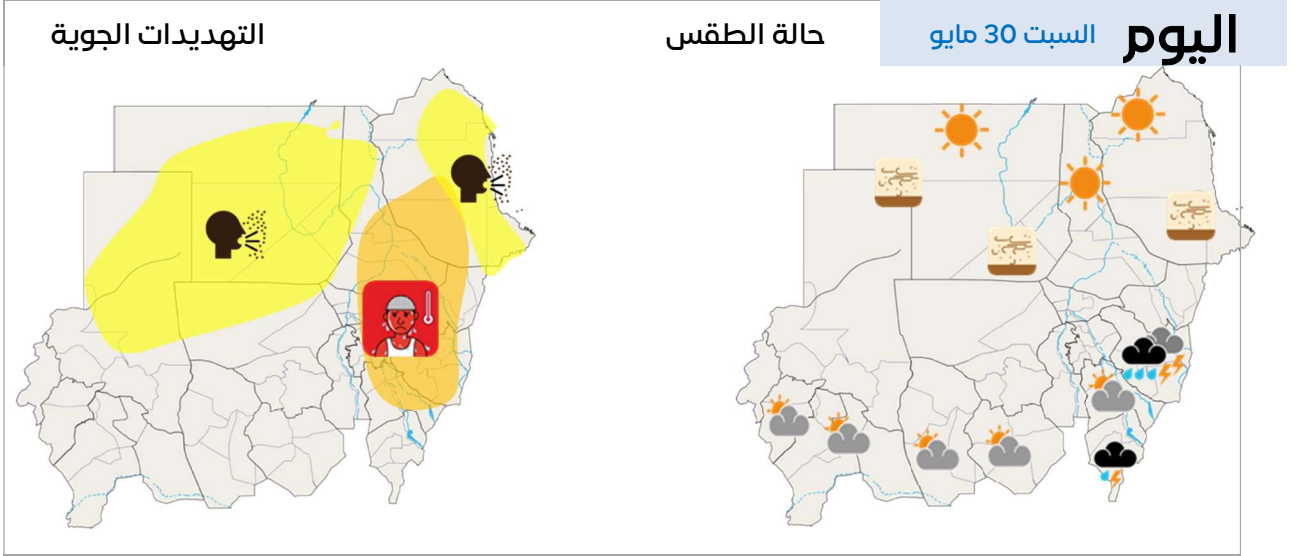 اليوم
السبت 30 مايو
حالة الطقس
التهديدات الجوية